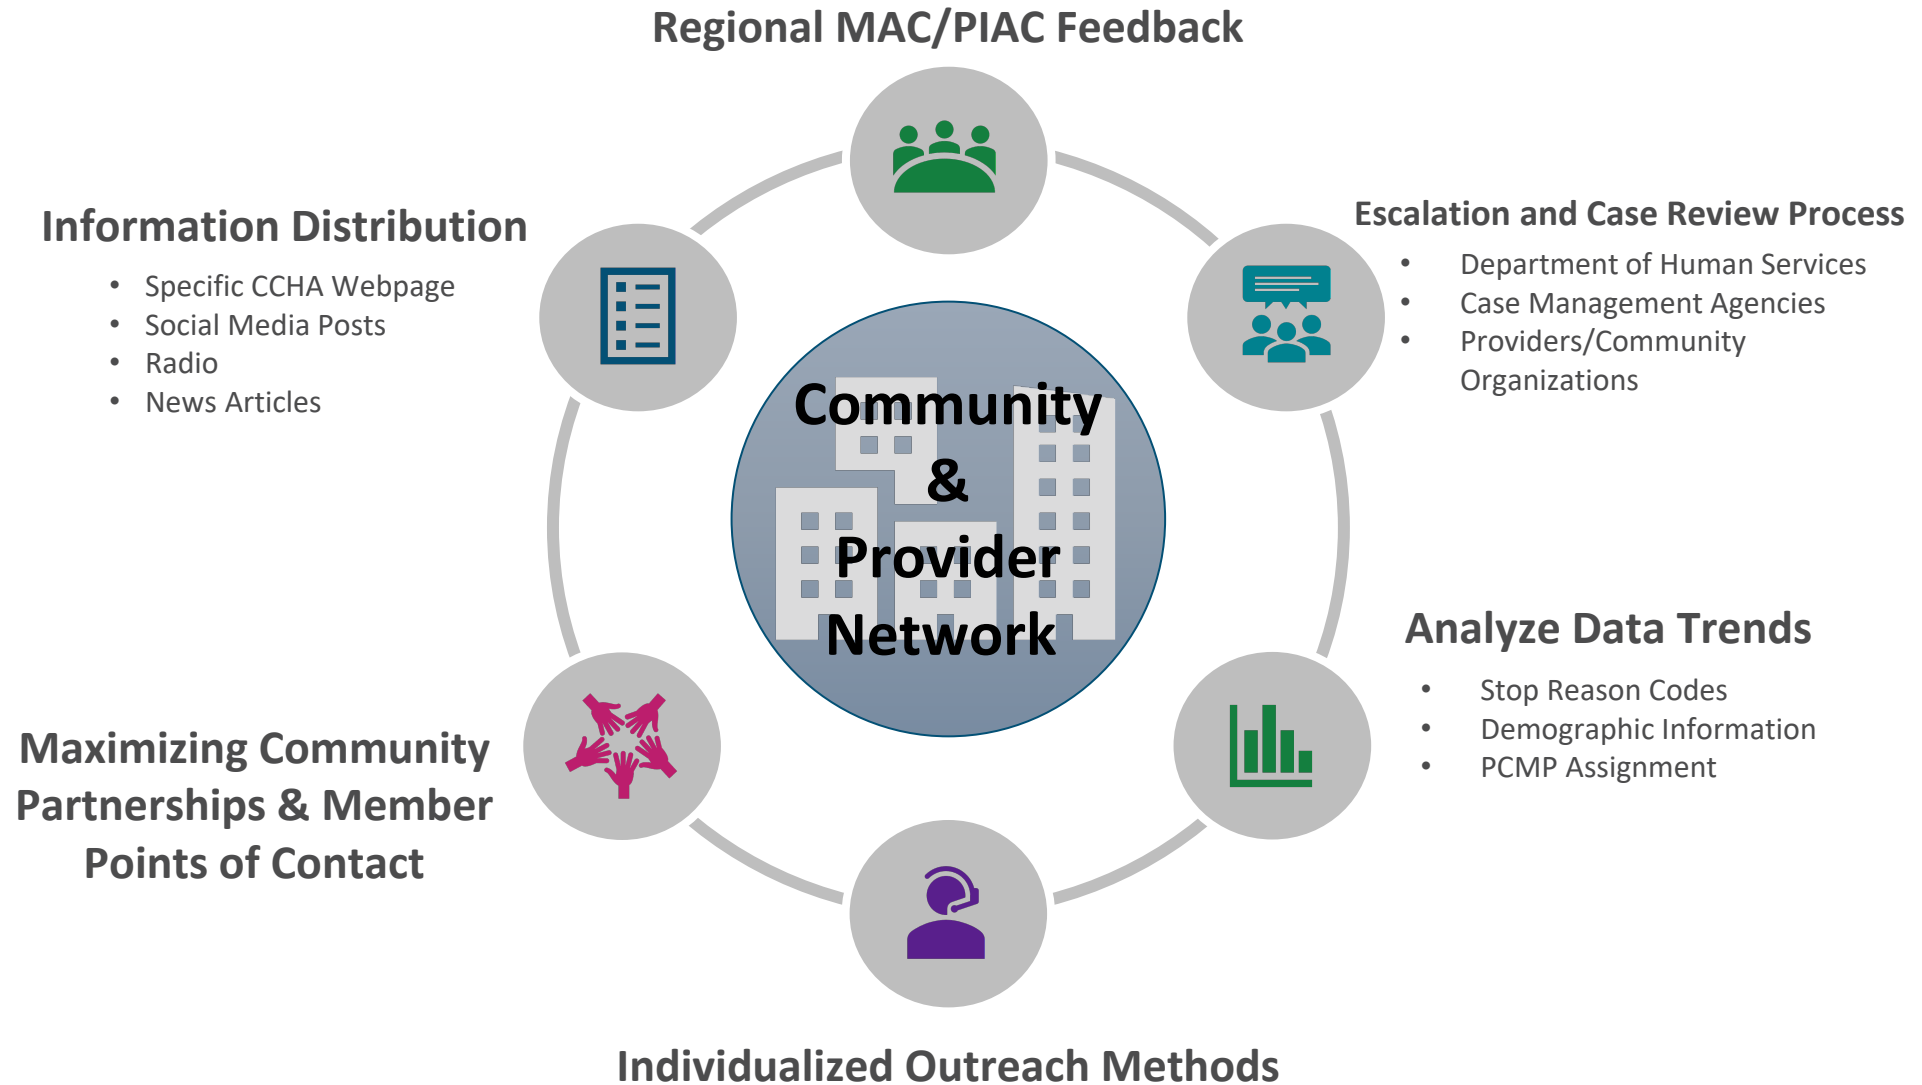 Regional MAC/PIAC Feedback
Information Distribution
• Specific CCHA Webpage
• Social Media Posts
• Radio
• News Articles
Escalation and Case Review Process
• Department of Human Services
• Case Management Agencies
• Providers/Community
Organizations
Community
&
Provider
Network
Analyze Data Trends
• Stop Reason Codes
• Demographic Information
• PCMP Assignment
Maximizing Community
Partnerships & Member
Points of Contact
Individualized Outreach Methods